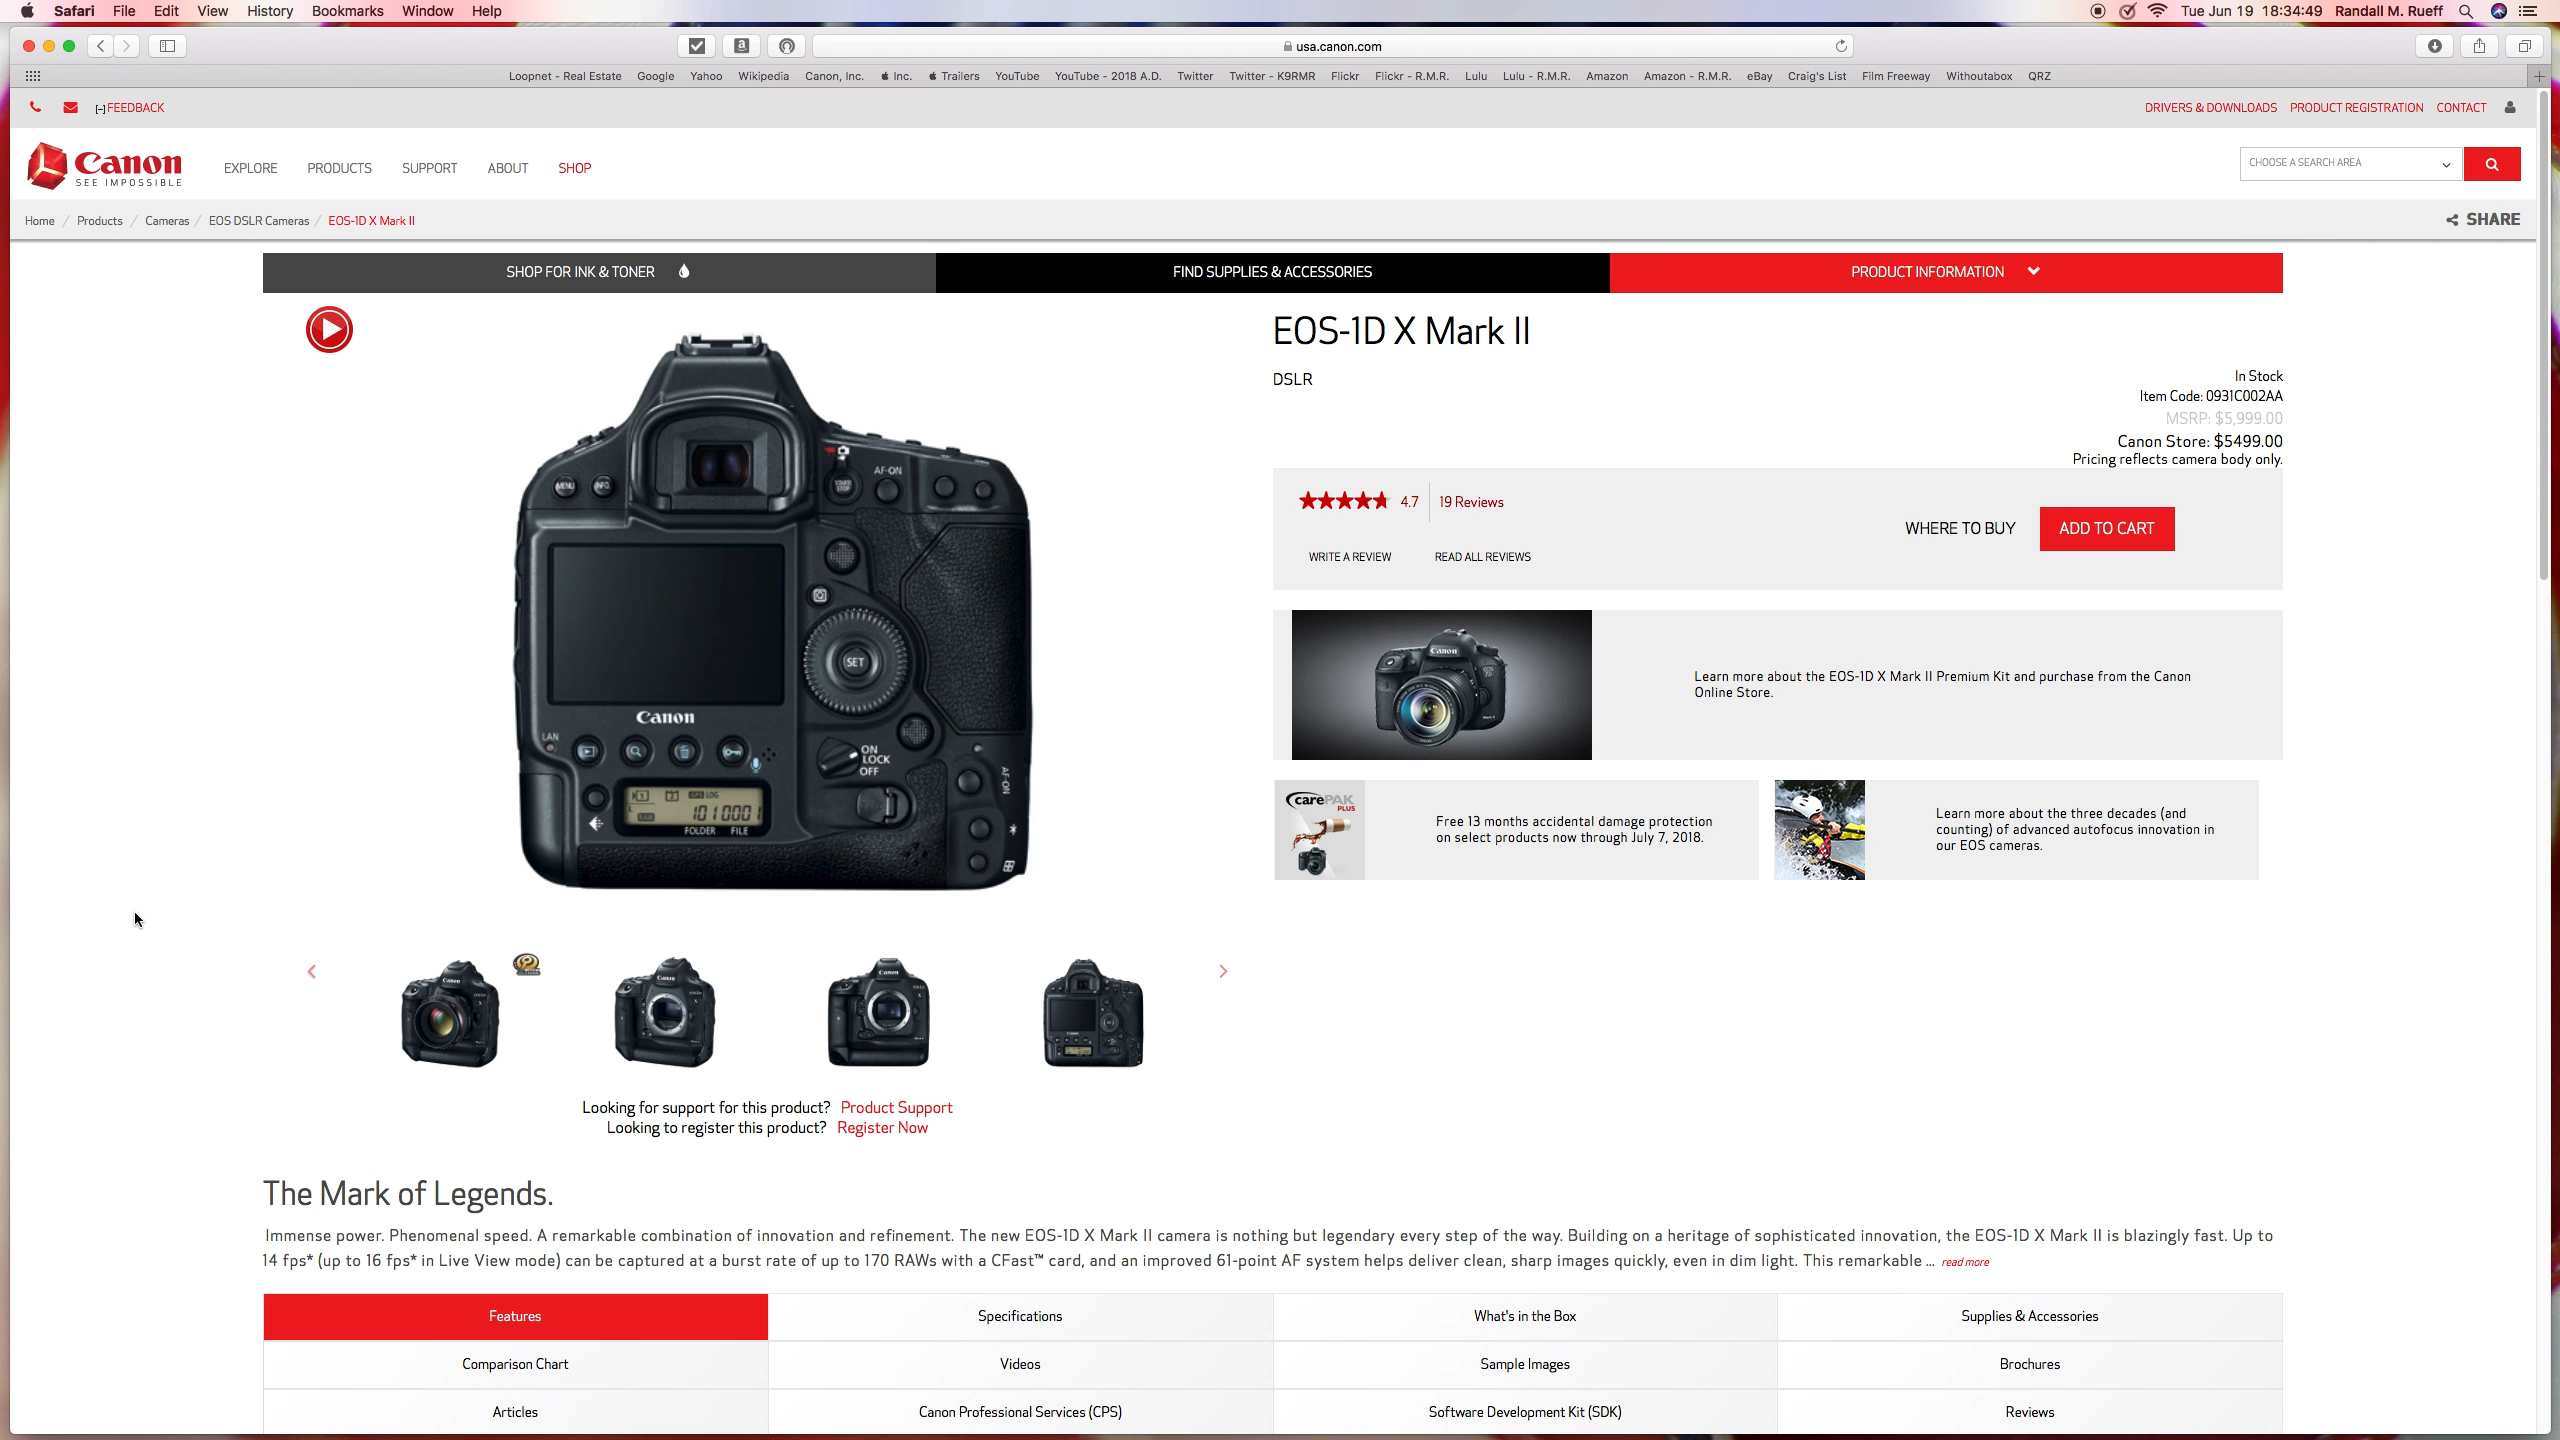 Safari File Edit View History Bookmarks Window Help
Tue Jun 19 18:34:49 Randall M. Rueff
usa.canon.com
Loopnet - Real Estate Google Yahoo Wikipedia Canon, Inc. Inc. Trailers YouTube YouTube - 2018 A.D. Twitter Twitter - K9RMR Flickr Flickr - R.M.R. Lulu Lulu - R.M.R. Amazon Amazon - R.M.R. eBay Craig's List Film Freeway Withoutabox QRZ
[-] FEEDBACK
DRIVERS & DOWNLOADS PRODUCT REGISTRATION CONTACT
Canon
SEE IMPOSSIBLE
EXPLORE PRODUCTS SUPPORT ABOUT SHOP
CHOOSE A SEARCH AREA
Home / Products / Cameras / EOS DSLR Cameras / EOS-1D X Mark II
SHARE
SHOP FOR INK & TONER
FIND SUPPLIES & ACCESSORIES
PRODUCT INFORMATION
EOS-1D X Mark II
DSLR
In Stock
Item Code: 0931C002AA
MSRP: $5,999.00
Canon Store: $5499.00
Pricing reflects camera body only.
4.7
19 Reviews
WRITE A REVIEW
READ ALL REVIEWS
WHERE TO BUY
ADD TO CART
MENU
INFO.
START/
STOP
AF-ON
SET
Canon
LAN
ON
LOCK
OFF
AF-ON
101 0001
FOLDER FILE
Canon
Learn more about the EOS-1D X Mark II Premium Kit and purchase from the Canon
Online Store.
carePAK
PLUS
Free 13 months accidental damage protection
on select products now through July 7, 2018.
Learn more about the three decades (and
counting) of advanced autofocus innovation in
our EOS cameras.
Looking for support for this product? Product Support
Looking to register this product? Register Now
The Mark of Legends.
Immense power. Phenomenal speed. A remarkable combination of innovation and refinement. The new EOS-1D X Mark II camera is nothing but legendary every step of the way. Building on a heritage of sophisticated innovation, the EOS-1D X Mark II is blazingly fast. Up to
14 fps* (up to 16 fps* in Live View mode) can be captured at a burst rate of up to 170 RAWs with a CFast™ card, and an improved 61-point AF system helps deliver clean, sharp images quickly, even in dim light. This remarkable ... read more
Features
Specifications
What's in the Box
Supplies & Accessories
Comparison Chart
Videos
Sample Images
Brochures
Articles
Canon Professional Services (CPS)
Software Development Kit (SDK)
Reviews